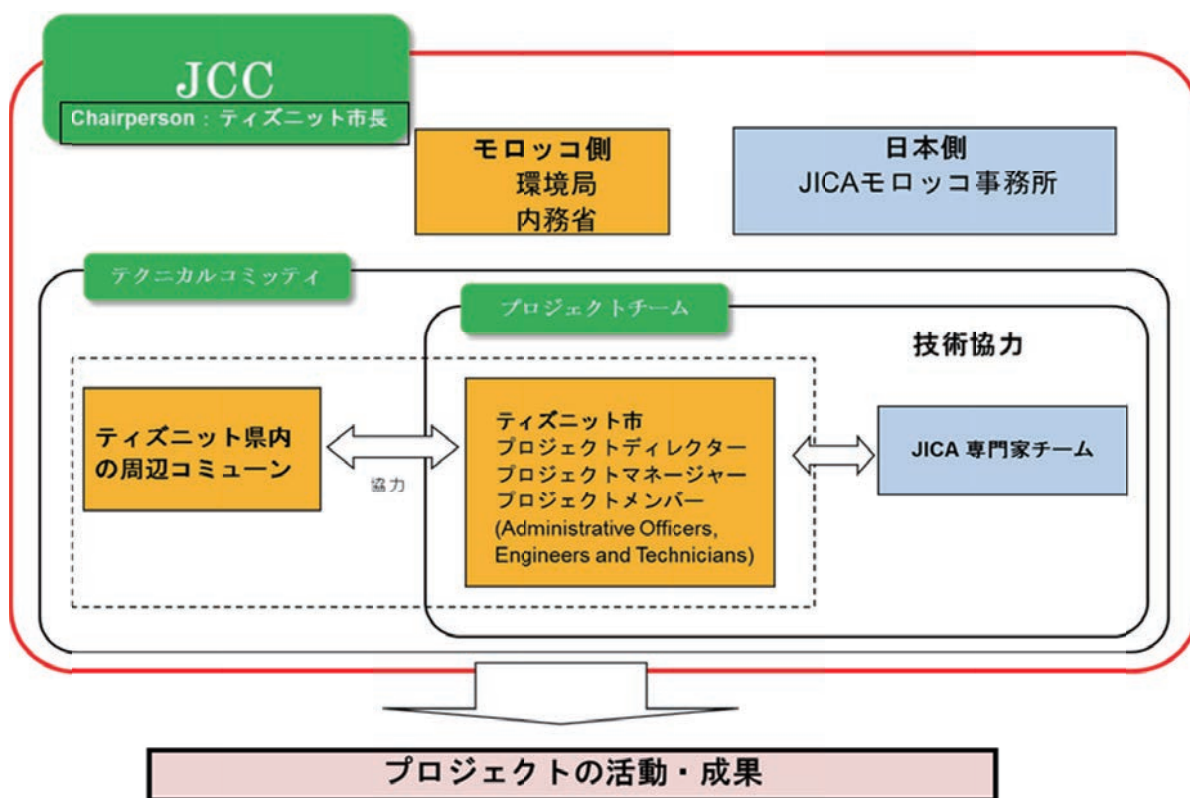 JCC
Chairperson：ティズニット市長
モロッコ側
環境局
内務省
日本側
JICAモロッコ事務所
テクニカルコミッティ
プロジェクトチーム
技術協力
ティズニット県内
の周辺コミューン
協力
ティズニット市
プロジェクトディレクター
プロジェクトマネージャー
プロジェクトメンバー
(Administrative Officers,
Engineers and Technicians)
JICA 専門家チーム
プロジェクトの活動・成果